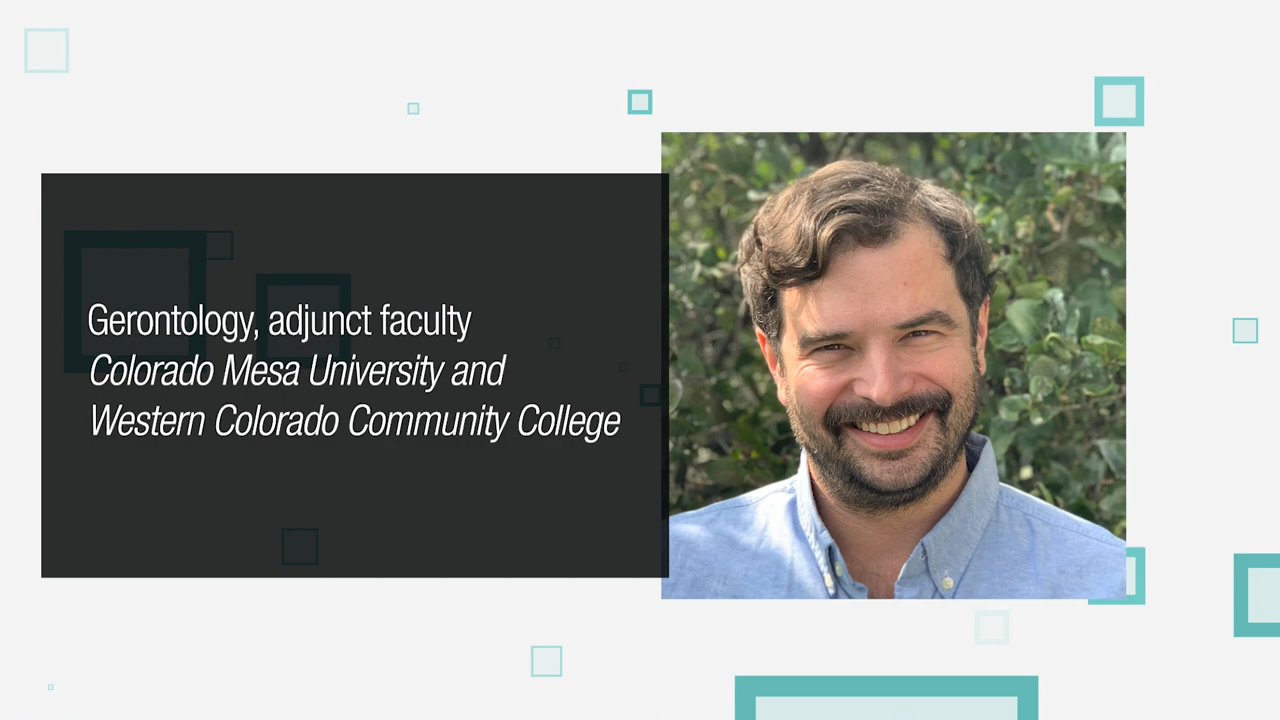 Gerontology, adjunct faculty
Colorado Mesa University and
Western Colorado Community College